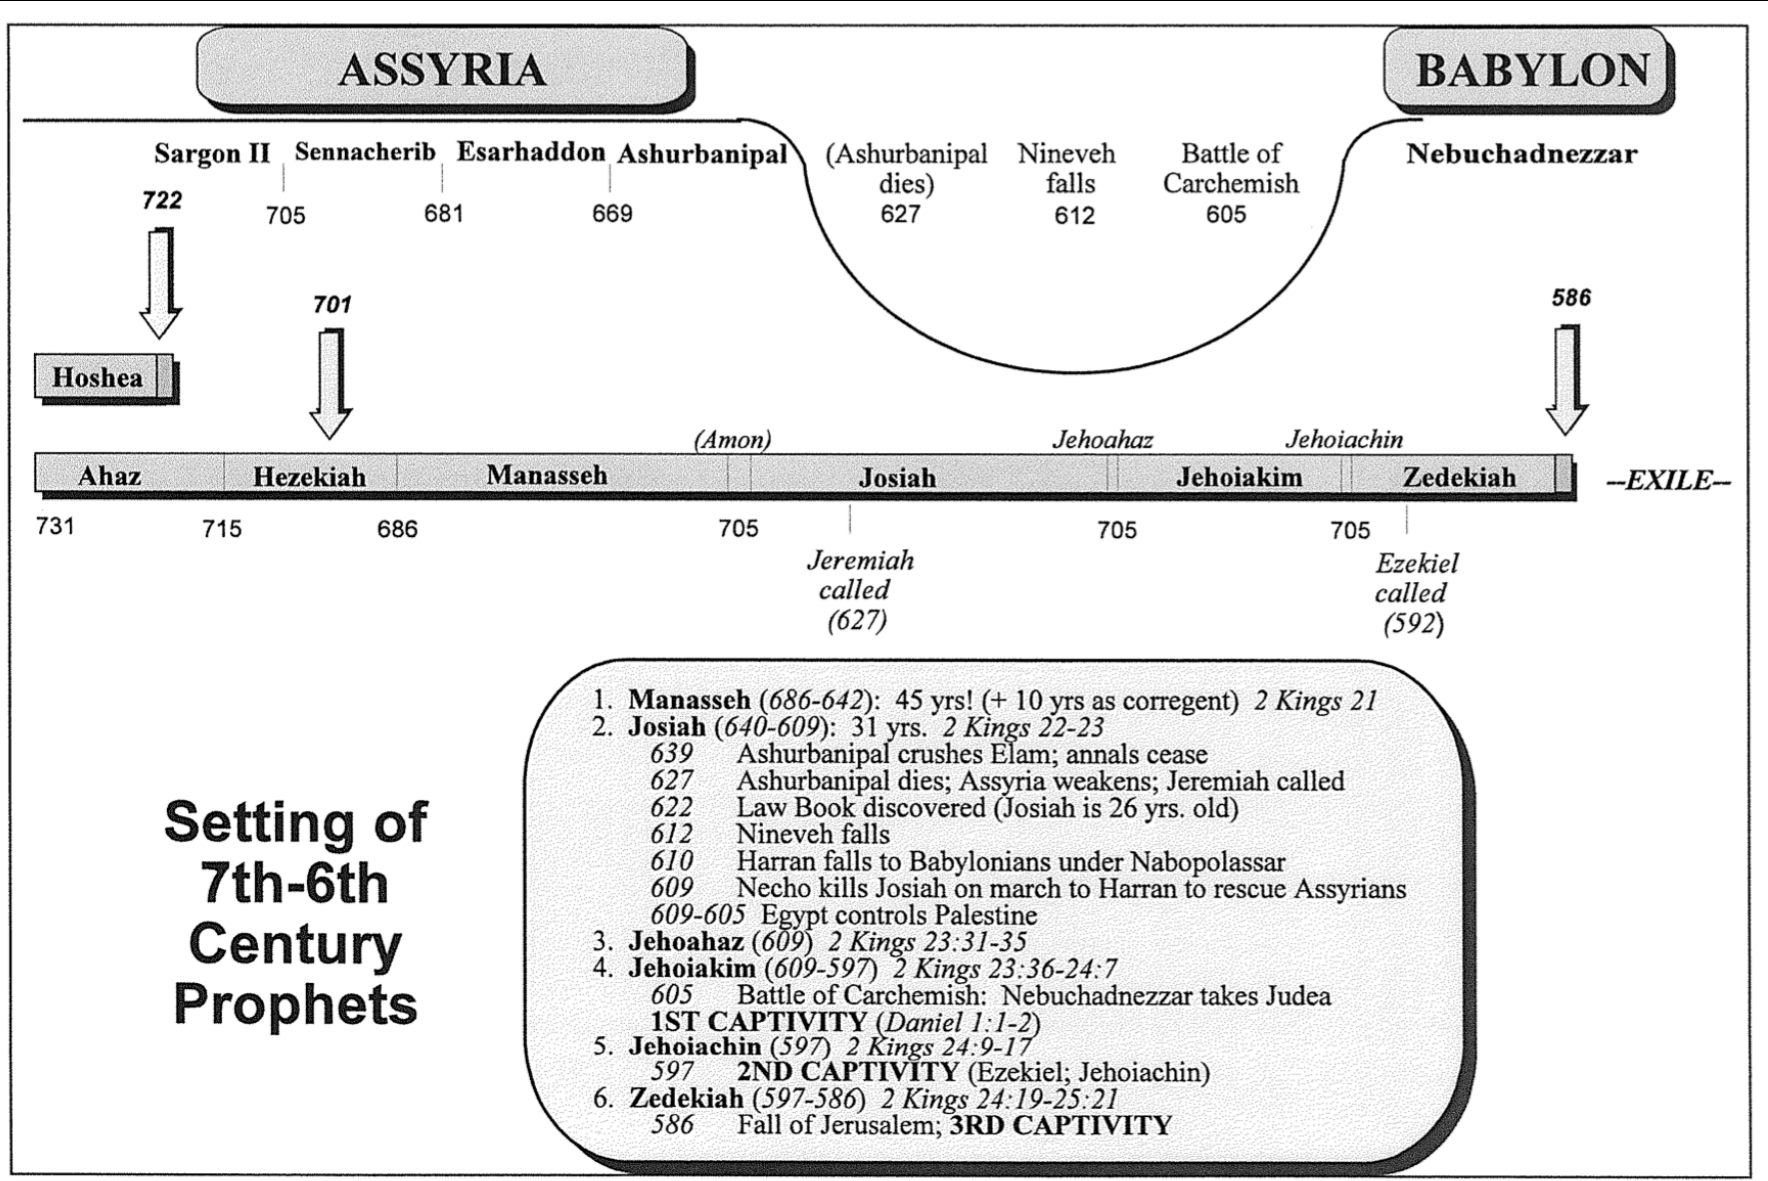 ASSYRIA
BABYLON
Sargon II Sennacherib Esarhaddon Ashurbanipal (Ashurbanipal Nineveh Battle of Nebuchadnezzar
dies) falls Carchemish
722 705 681 669 627 612 605
701
586
Hoshea
(Amon) Jehoahaz Jehoiachin
Ahaz Hezekiah Manasseh Josiah Jehoiakim Zedekiah --EXILE--
731 715 686 705 705 705
Jeremiah
called
(627)
Ezekiel
called
(592)
Setting of
7th-6th
Century
Prophets
1. Manasseh (686-642): 45 yrs! (+ 10 yrs as corregent) 2 Kings 21
2. Josiah (640-609): 31 yrs. 2 Kings 22-23
639 Ashurbanipal crushes Elam; annals cease
627 Ashurbanipal dies; Assyria weakens; Jeremiah called
622 Law Book discovered (Josiah is 26 yrs. old)
612 Nineveh falls
610 Harran falls to Babylonians under Nabopolassar
609 Necho kills Josiah on march to Harran to rescue Assyrians
609-605 Egypt controls Palestine
3. Jehoahaz (609) 2 Kings 23:31-35
4. Jehoiakim (609-597) 2 Kings 23:36-24:7
605 Battle of Carchemish: Nebuchadnezzar takes Judea
1ST CAPTIVITY (Daniel 1:1-2)
5. Jehoiachin (597) 2 Kings 24:9-17
597 2ND CAPTIVITY (Ezekiel; Jehoiachin)
6. Zedekiah (597-586) 2 Kings 24:19-25:21
586 Fall of Jerusalem; 3RD CAPTIVITY